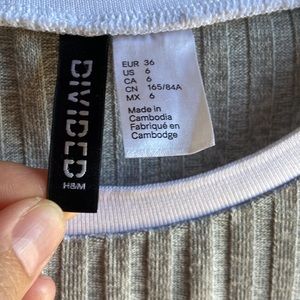 DIVIDED
H&M
EUR 36
US 6
CA 6
CN 165/84A
MX 6
Made in
Cambodia
Fabriqué en
Cambodge